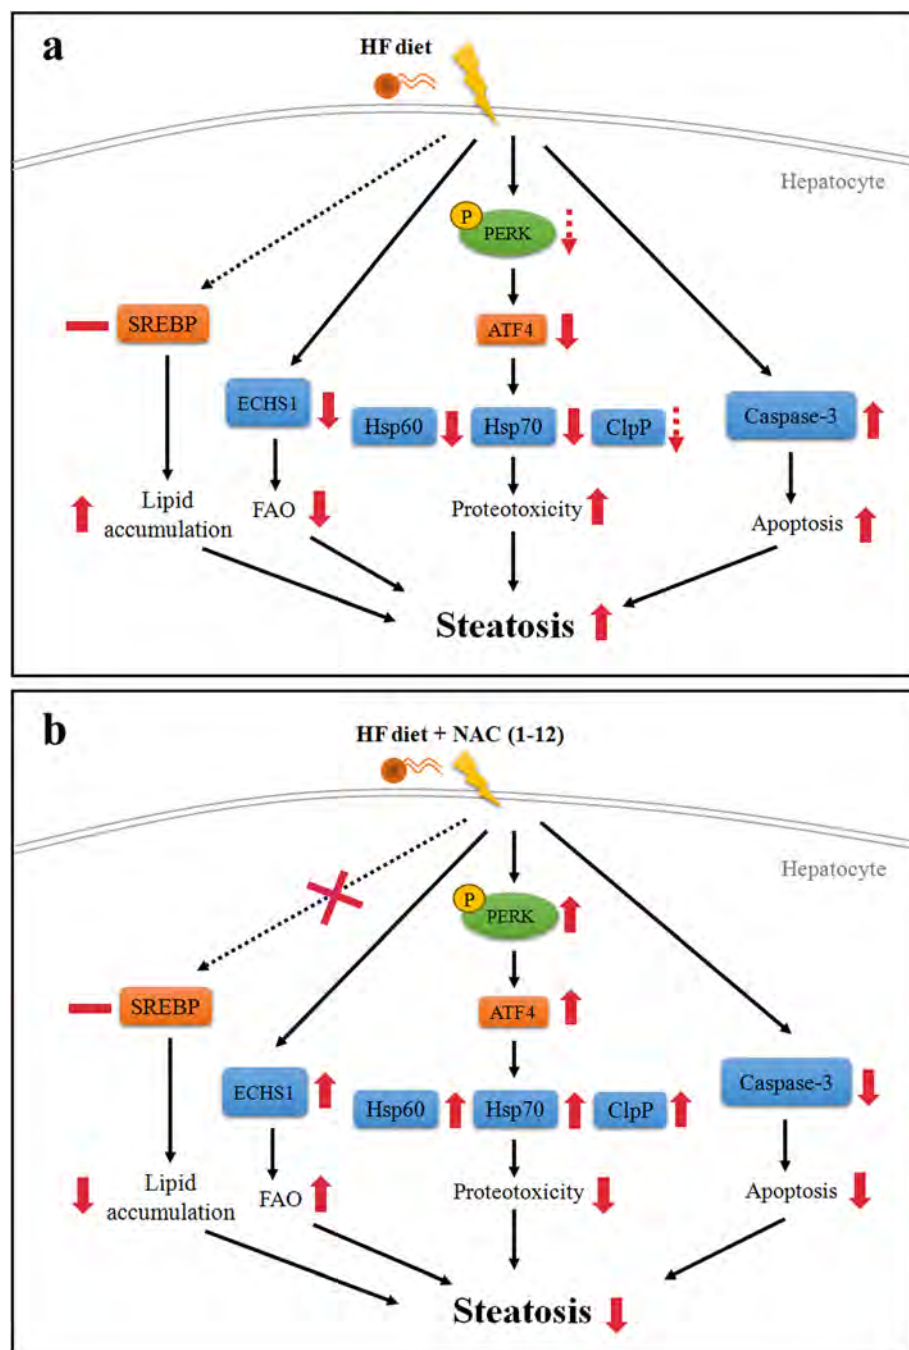 a
HF diet
Hepatocyte
P
PERK
SREBP
ATF4
ECHS1
Hsp60
Hsp70
ClpP
Caspase-3
Lipid
accumulation
FAO
Proteotoxicity
Apoptosis
Steatosis
b
HF diet + NAC (1-12)
Hepatocyte
P
PERK
SREBP
ATF4
ECHS1
Hsp60
Hsp70
ClpP
Caspase-3
Lipid
accumulation
FAO
Proteotoxicity
Apoptosis
Steatosis